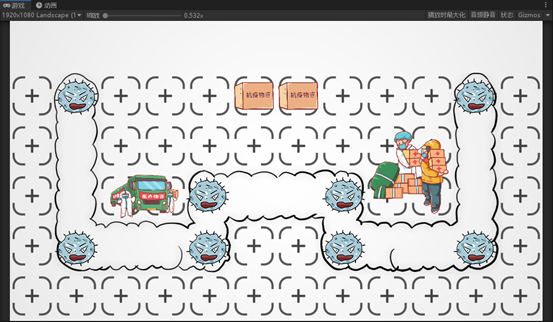 游戏 动画
1920x1080 Landscape (1 缩放 0.532x 播放时最大化 音频静音 状态 Gizmos
抗疫物资 抗疫物资